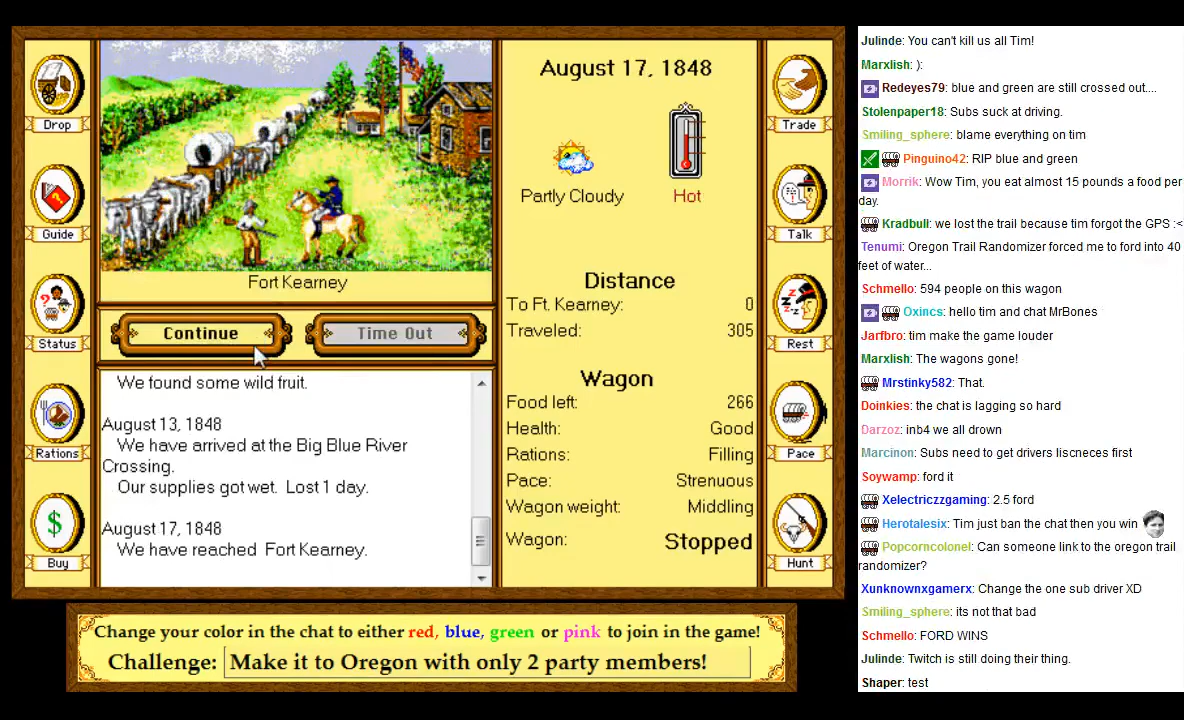 Drop
Guide
Status
Rations
Buy
Fort Kearney
Continue
Time Out
We found some wild fruit.
August 13, 1848
We have arrived at the Big Blue River
Crossing.
Our supplies got wet. Lost 1 day.
August 17, 1848
We have reached Fort Kearney.
August 17, 1848
Partly Cloudy
Hot
Distance
To Ft. Kearney: 0
Traveled: 305
Wagon
Food left: 266
Health: Good
Rations: Filling
Pace: Strenuous
Wagon weight: Middling
Wagon: Stopped
Trade
Talk
Rest
Pace
Hunt
Change your color in the chat to either red, blue, green or pink to join in the game!
Challenge: Make it to Oregon with only 2 party members!
Julinde: You can't kill us all Tim!
Marxlish: ):
Redeyes79: blue and green are still crossed out....
Stolenpaper18: Subs suck at driving.
Smiling_sphere: blame everything on tim
Pinguino42: RIP blue and green
Morrik: Wow Tim, you eat almost 15 pounds a food per
day.
Kradbull: we lost the trail because tim forgot the GPS :<
Tenumi: Oregon Trail Randomizer forced me to ford into 40
feet of water...
Schmello: 594 people on this wagon
Oxincs: hello tim and chat MrBones
Jarfbro: tim make the game louder
Marxlish: The wagons gone!
Mrstinky582: That.
Doinkies: the chat is lagging so hard
Darzoz: inb4 we all drown
Marcinon: Subs need to get drivers liscneces first
Soywamp: ford it
Xelectriczzgaming: 2.5 ford
Herotalesix: Tim just ban the chat then you win
Popcorncolonel: Can someone link to the oregon trail
randomizer?
Xunknownxgamerx: Change the one sub driver XD
Smiling_sphere: its not that bad
Schmello: FORD WINS
Julinde: Twitch is still doing their thing.
Shaper: test